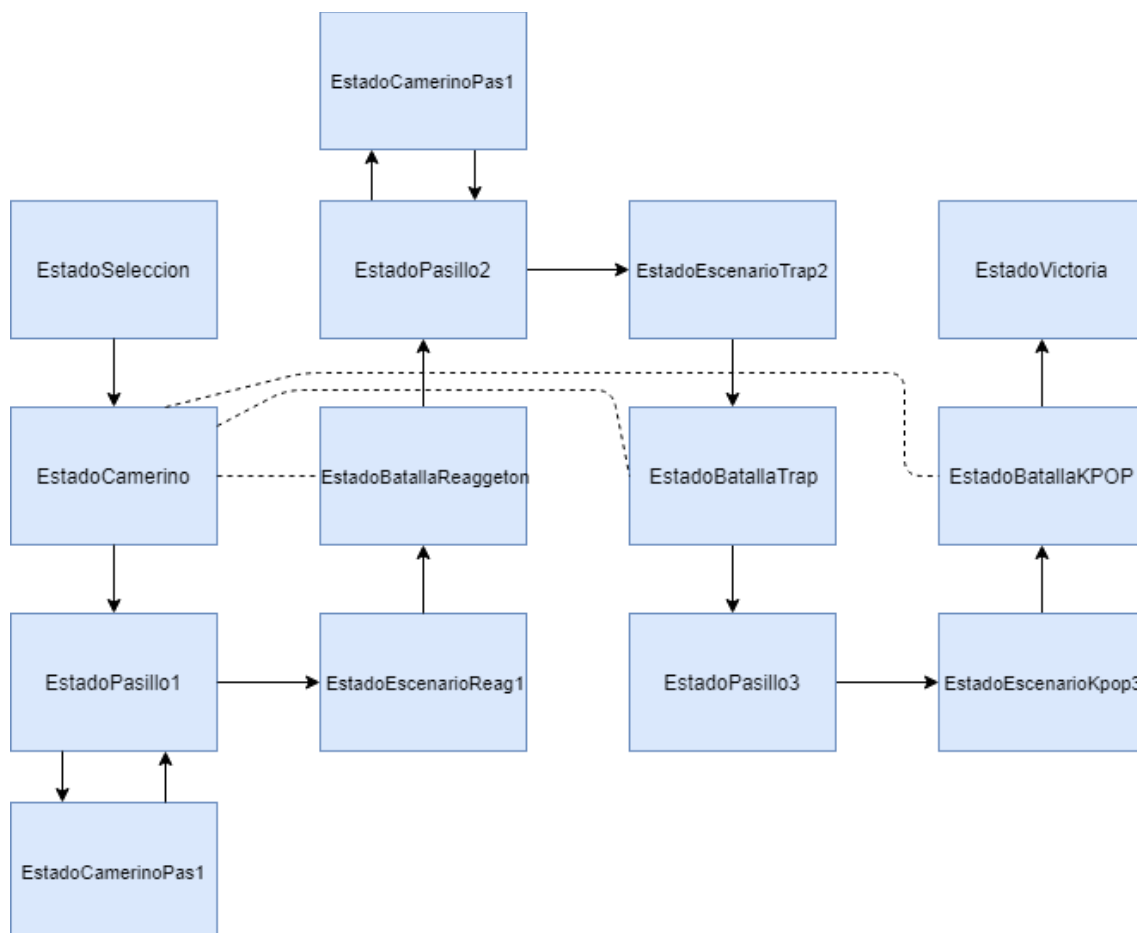 EstadoCamerinoPas1
EstadoSeleccion
EstadoPasillo2
EstadoEscenarioTrap2
EstadoVictoria
EstadoCamerino
EstadoBatallaReaggeton
EstadoBatallaTrap
EstadoBatallaKPOP
EstadoPasillo1
EstadoEscenarioReag1
EstadoPasillo3
EstadoEscenarioKpop3
EstadoCamerinoPas1